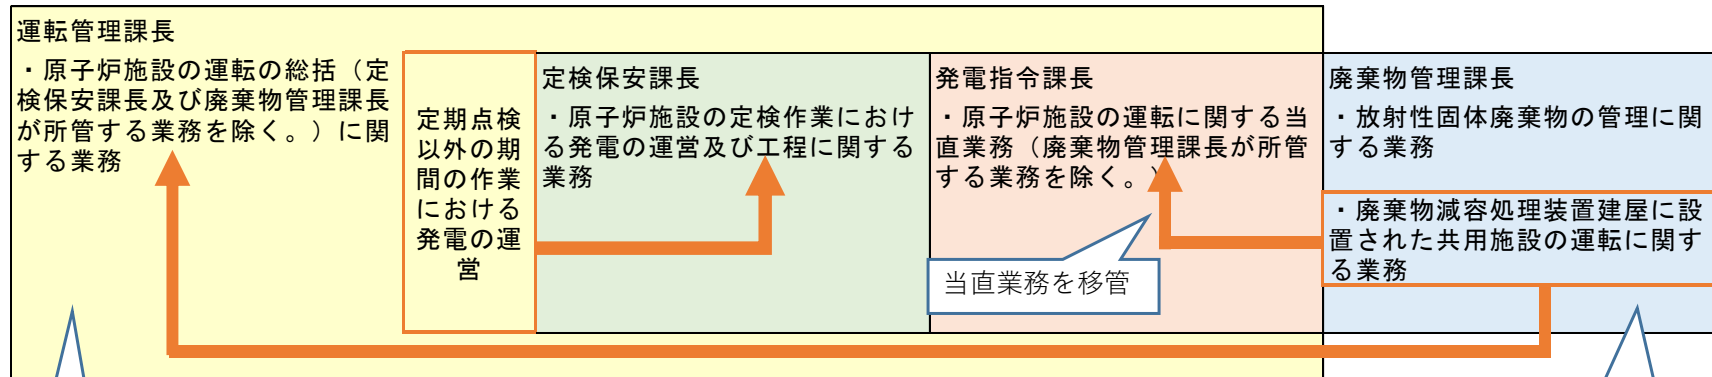 運転管理課長
・原子炉施設の運転の総括（定
検保安課長及び廃棄物管理課長
が所管する業務を除く。）に関
する業務
定期点検
以外の期
間の作業
における
発電の運
営
定検保安課長
・原子炉施設の定検作業におけ
る発電の運営及び工程に関する
業務
発電指令課長
・原子炉施設の運転に関する当
直業務（廃棄物管理課長が所管
する業務を除く。）
当直業務を移管
廃棄物管理課長
・放射性固体廃棄物の管理に関
する業務
・廃棄物減容処理装置建屋に設
置された共用施設の運転に関す
る業務